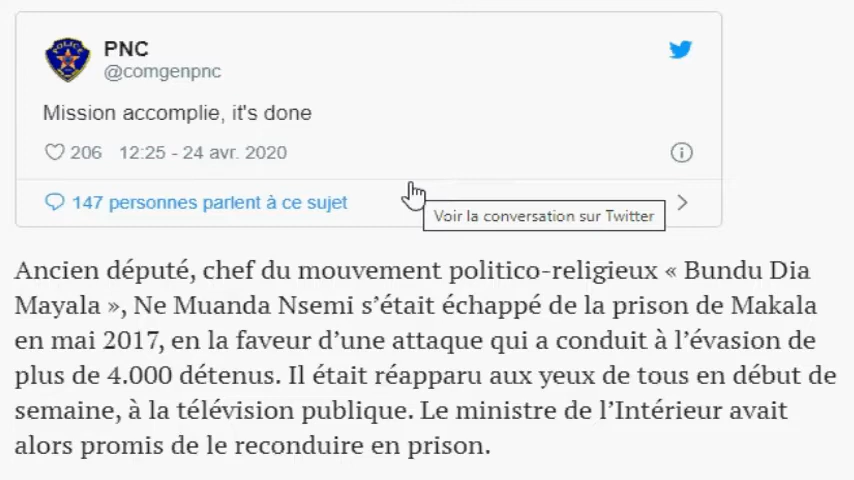 PNC
@comgenpnc
Mission accomplie, it's done
206 12:25 - 24 avr. 2020
147 personnes parlent à ce sujet
Voir la conversation sur Twitter
Ancien député, chef du mouvement politico-religieux « Bundu Dia
Mayala », Ne Muanda Nsemi s’était échappé de la prison de Makala
en mai 2017, en la faveur d’une attaque qui a conduit à l’évasion de
plus de 4.000 détenus. Il était réapparu aux yeux de tous en début de
semaine, à la télévision publique. Le ministre de l’Intérieur avait
alors promis de le reconduire en prison.